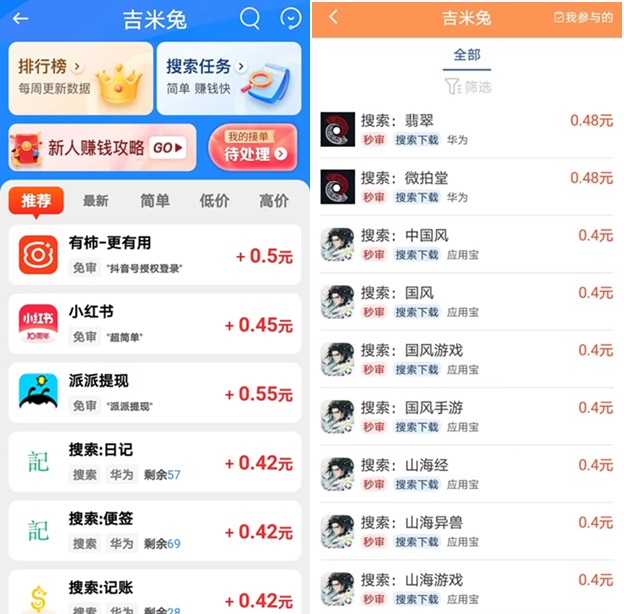 吉米兔
排行榜
每周更新数据
搜索任务
简单 赚钱快
新人赚钱攻略 GO
我的接单
待处理
推荐 最新 简单 低价 高价
有柿-更有用
免审 "抖音号授权登录"
+ 0.5元
小红书
10周年
小红书
免审 "超简单"
+ 0.45元
派派提现
免审 "派派提现"
+ 0.55元
記
搜索:日记
搜索 华为 剩余57
+ 0.42元
記
搜索:便签
搜索 华为 剩余69
+ 0.42元
搜索:记账
搜索 华为 剩余28
+ 0.42元
吉米兔
我参与的
全部
筛选
搜索：翡翠
秒审 搜索下载 华为
0.48元
搜索：微拍堂
秒审 搜索下载 华为
0.48元
搜索：中国风
秒审 搜索下载 应用宝
0.4元
搜索：国风
秒审 搜索下载 应用宝
0.4元
搜索：国风游戏
秒审 搜索下载 应用宝
0.4元
搜索：国风手游
秒审 搜索下载 应用宝
0.4元
搜索：山海经
秒审 搜索下载 应用宝
0.4元
搜索：山海异兽
秒审 搜索下载 应用宝
0.4元
搜索：山海游戏
秒审 搜索下载 应用宝
0.4元